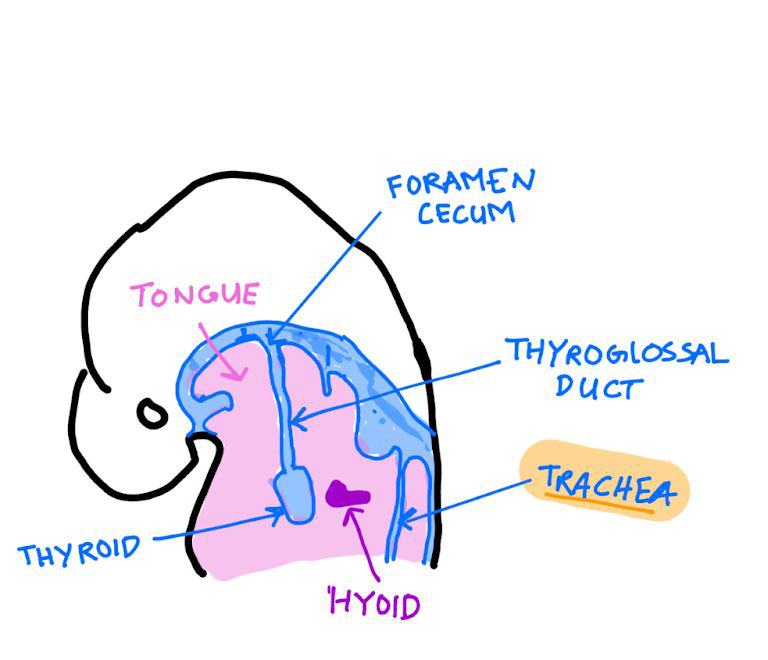 FORAMEN
CECUM
TONGUE
THYROGLOSSAL
DUCT
TRACHEA
THYROID
HYOID